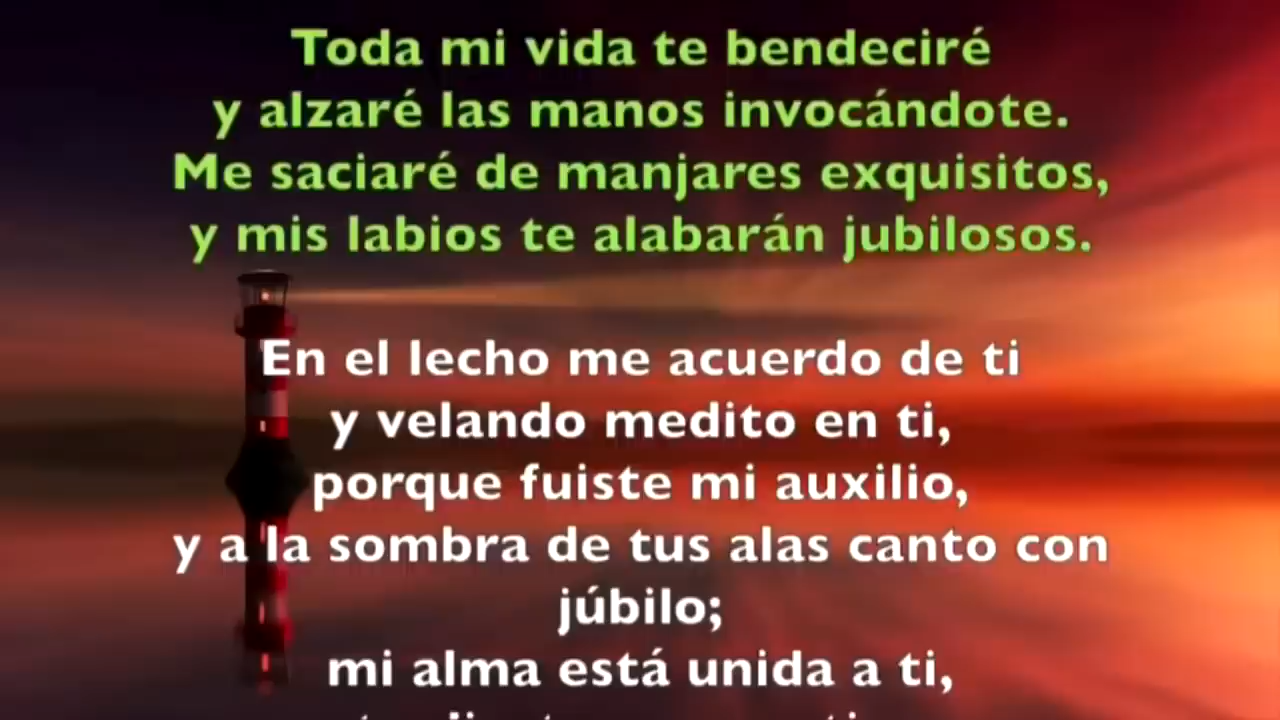 Toda mi vida te bendeciré
y alzaré las manos invocándote.
Me saciaré de manjares exquisitos,
y mis labios te alabarán jubilosos.
En el lecho me acuerdo de ti
y velando medito en ti,
porque fuiste mi auxilio,
y a la sombra de tus alas canto con
júbilo;
mi alma está unida a ti,